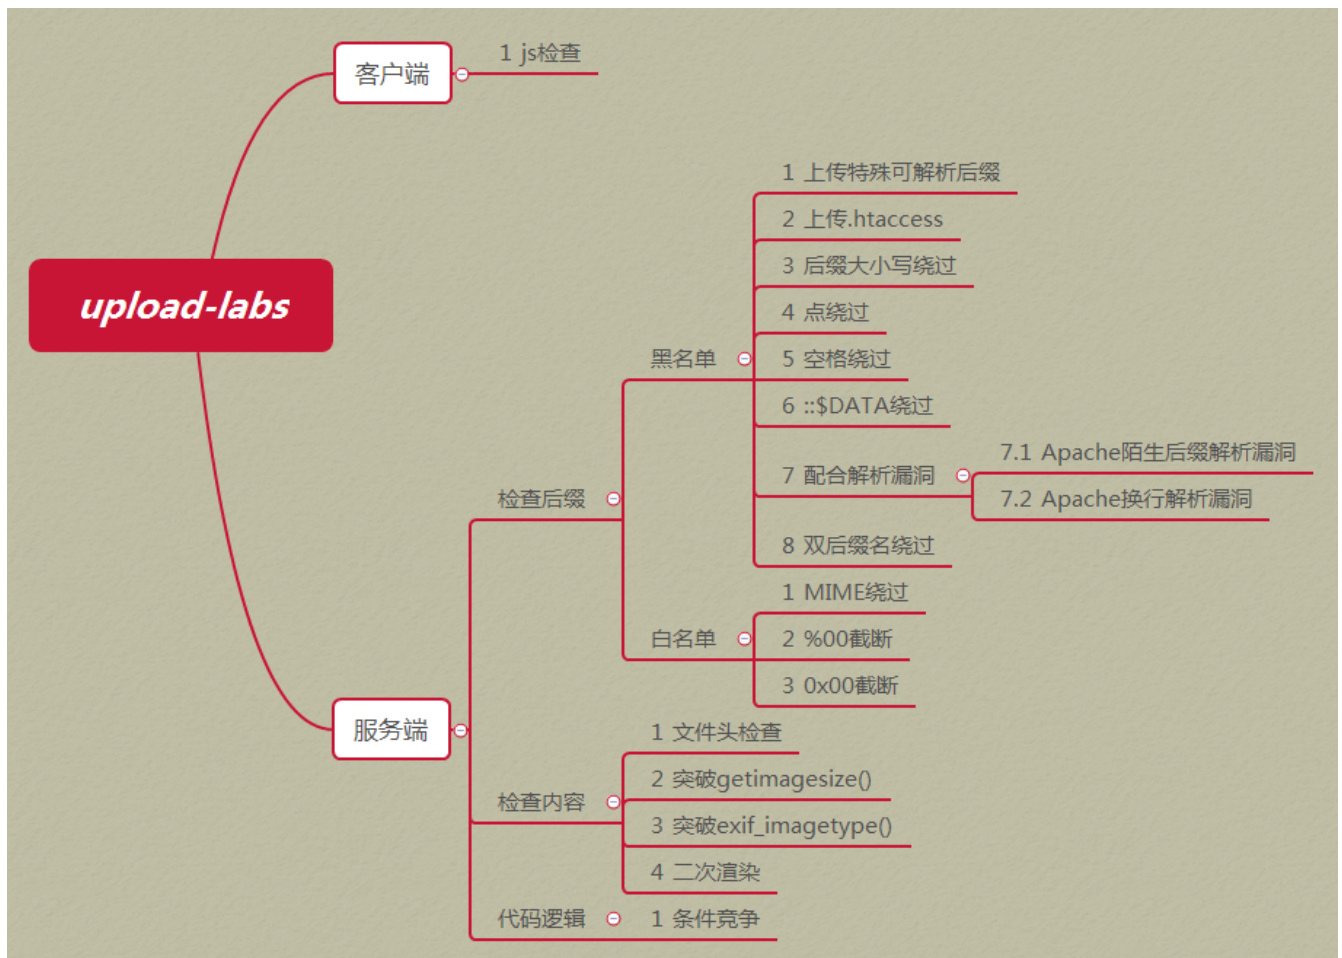 upload-labs
客户端
1 js检查
服务端
检查后缀
黑名单
1 上传特殊可解析后缀
2 上传.htaccess
3 后缀大小写绕过
4 点绕过
5 空格绕过
6 ::$DATA绕过
7 配合解析漏洞
7.1 Apache陌生后缀解析漏洞
7.2 Apache换行解析漏洞
8 双后缀名绕过
白名单
1 MIME绕过
2 %00截断
3 0x00截断
检查内容
1 文件头检查
2 突破getimagesize()
3 突破exif_imagetype()
4 二次渲染
代码逻辑
1 条件竞争